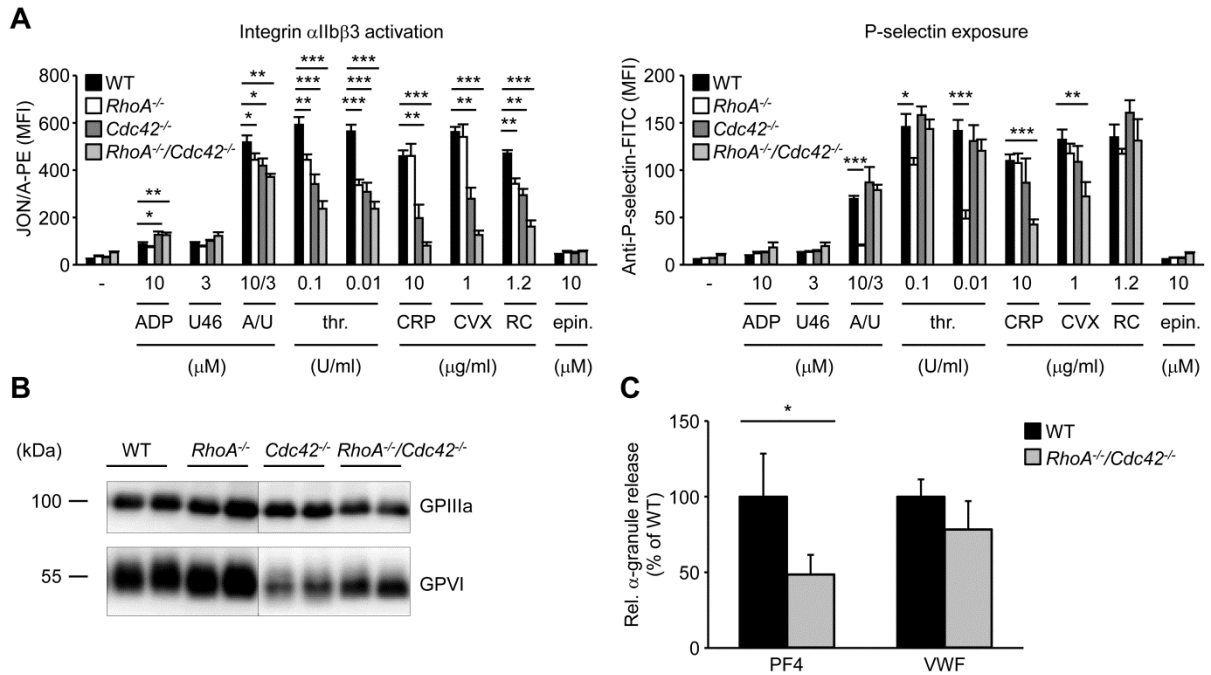 A
Integrin αIIbβ3 activation
JON/A-PE (MFI)
800
600
400
200
0
WT
RhoA-/-
Cdc42-/-
RhoA-/-/Cdc42-/-
** * *
*** *** **
*** *** ***
*** **
*** **
*** ** **
** *
- 10 3 10/3 0.1 0.01 10 1 1.2 10
ADP U46 A/U thr. CRP CVX RC epin.
(μM) (U/ml) (μg/ml) (μM)
P-selectin exposure
Anti-P-selectin-FITC (MFI)
200
150
100
50
0
WT
RhoA-/-
Cdc42-/-
RhoA-/-/Cdc42-/-
*** * *** *** **
- 10 3 10/3 0.1 0.01 10 1 1.2 10
ADP U46 A/U thr. CRP CVX RC epin.
(μM) (U/ml) (μg/ml) (μM)
B
(kDa) WT RhoA-/- Cdc42-/- RhoA-/-/Cdc42-/-
100 GPIIIa
55 GPVI
C
Rel. α-granule release
(% of WT)
150
100
50
0
*
WT
RhoA-/-/Cdc42-/-
PF4 VWF